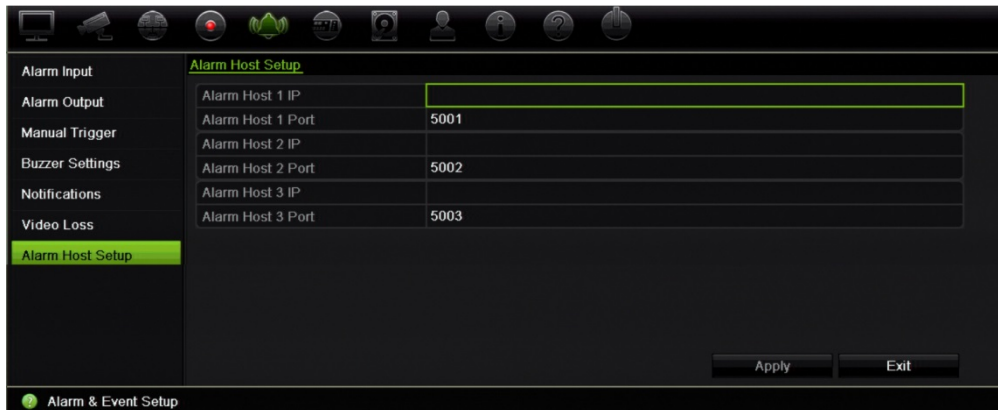 Alarm Input
Alarm Output
Manual Trigger
Buzzer Settings
Notifications
Video Loss
Alarm Host Setup
Alarm Host Setup
Alarm Host 1 IP
Alarm Host 1 Port 5001
Alarm Host 2 IP
Alarm Host 2 Port 5002
Alarm Host 3 IP
Alarm Host 3 Port 5003
Apply Exit
Alarm & Event Setup